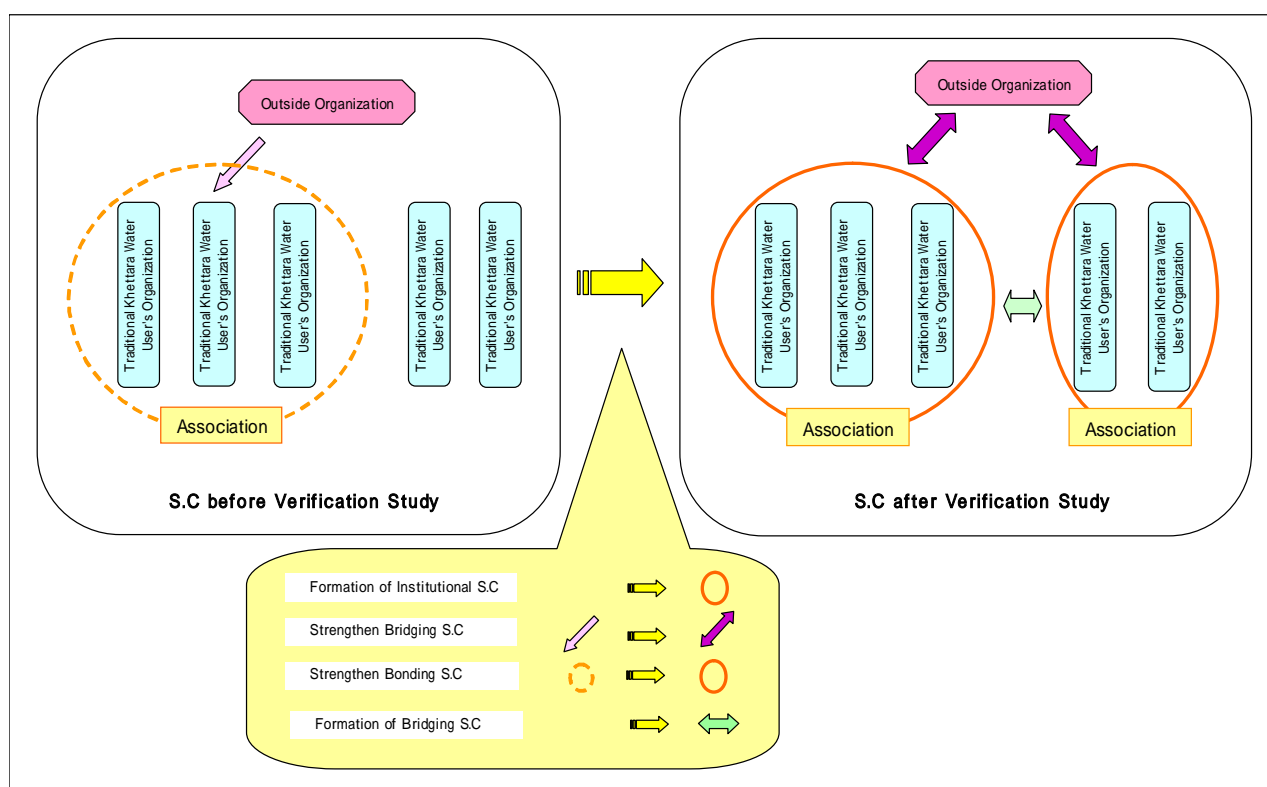 Outside Organization
Traditional Khettara Water
User's Organization
Traditional Khettara Water
User's Organization
Traditional Khettara Water
User's Organization
Traditional Khettara Water
User's Organization
Traditional Khettara Water
User's Organization
Association
S.C before Verification Study
Outside Organization
Traditional Khettara Water
User's Organization
Traditional Khettara Water
User's Organization
Traditional Khettara Water
User's Organization
Traditional Khettara Water
User's Organization
Traditional Khettara Water
User's Organization
Association
Association
S.C after Verification Study
Formation of Institutional S.C
Strengthen Bridging S.C
Strengthen Bonding S.C
Formation of Bridging S.C